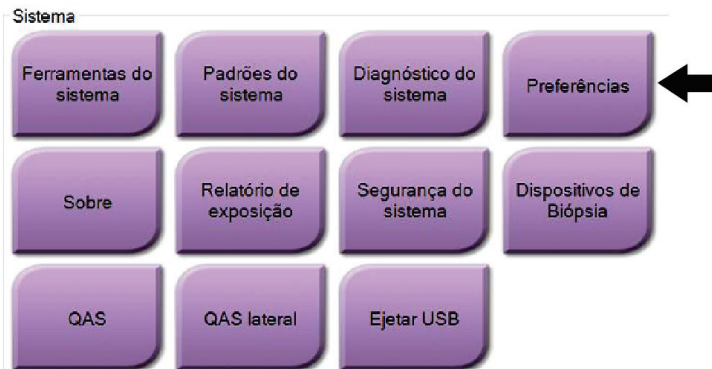 Sistema
Ferramentas do
sistema
Padrões do
sistema
Diagnóstico do
sistema
Preferências
Sobre
Relatório de
exposição
Segurança do
sistema
Dispositivos de
Biópsia
QAS
QAS lateral
Ejetar USB